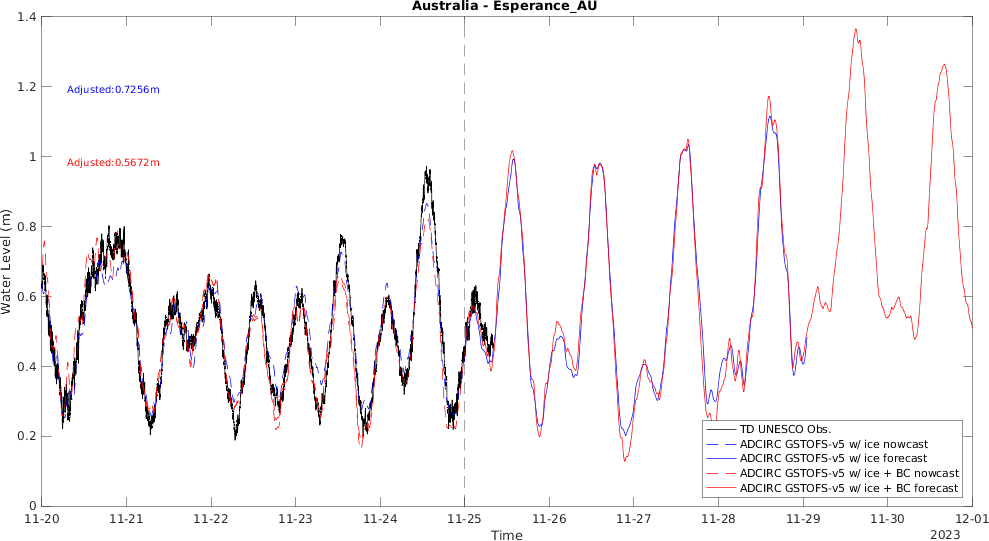 Australia - Esperance_AU
1.4
1.2
1
0.8
0.6
0.4
0.2
0
Water Level (m)
Adjusted:0.7256m
Adjusted:0.5672m
TD UNESCO Obs.
ADCIRC GSTOFS-v5 w/ ice nowcast
ADCIRC GSTOFS-v5 w/ ice forecast
ADCIRC GSTOFS-v5 w/ ice + BC nowcast
ADCIRC GSTOFS-v5 w/ ice + BC forecast
11-20 11-21 11-22 11-23 11-24 11-25 11-26 11-27 11-28 11-29 11-30 12-01
Time
2023